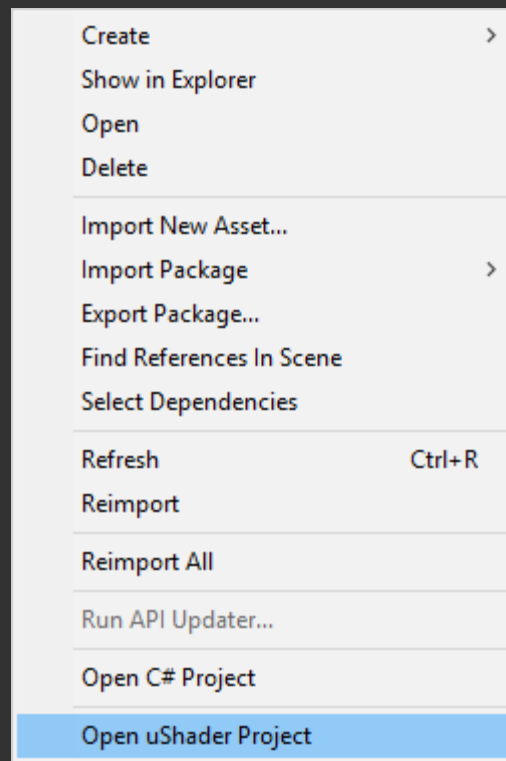 Create
Show in Explorer
Open
Delete
Import New Asset...
Import Package
Export Package...
Find References In Scene
Select Dependencies
Refresh Ctrl+R
Reimport
Reimport All
Run API Updater...
Open C# Project
Open uShader Project